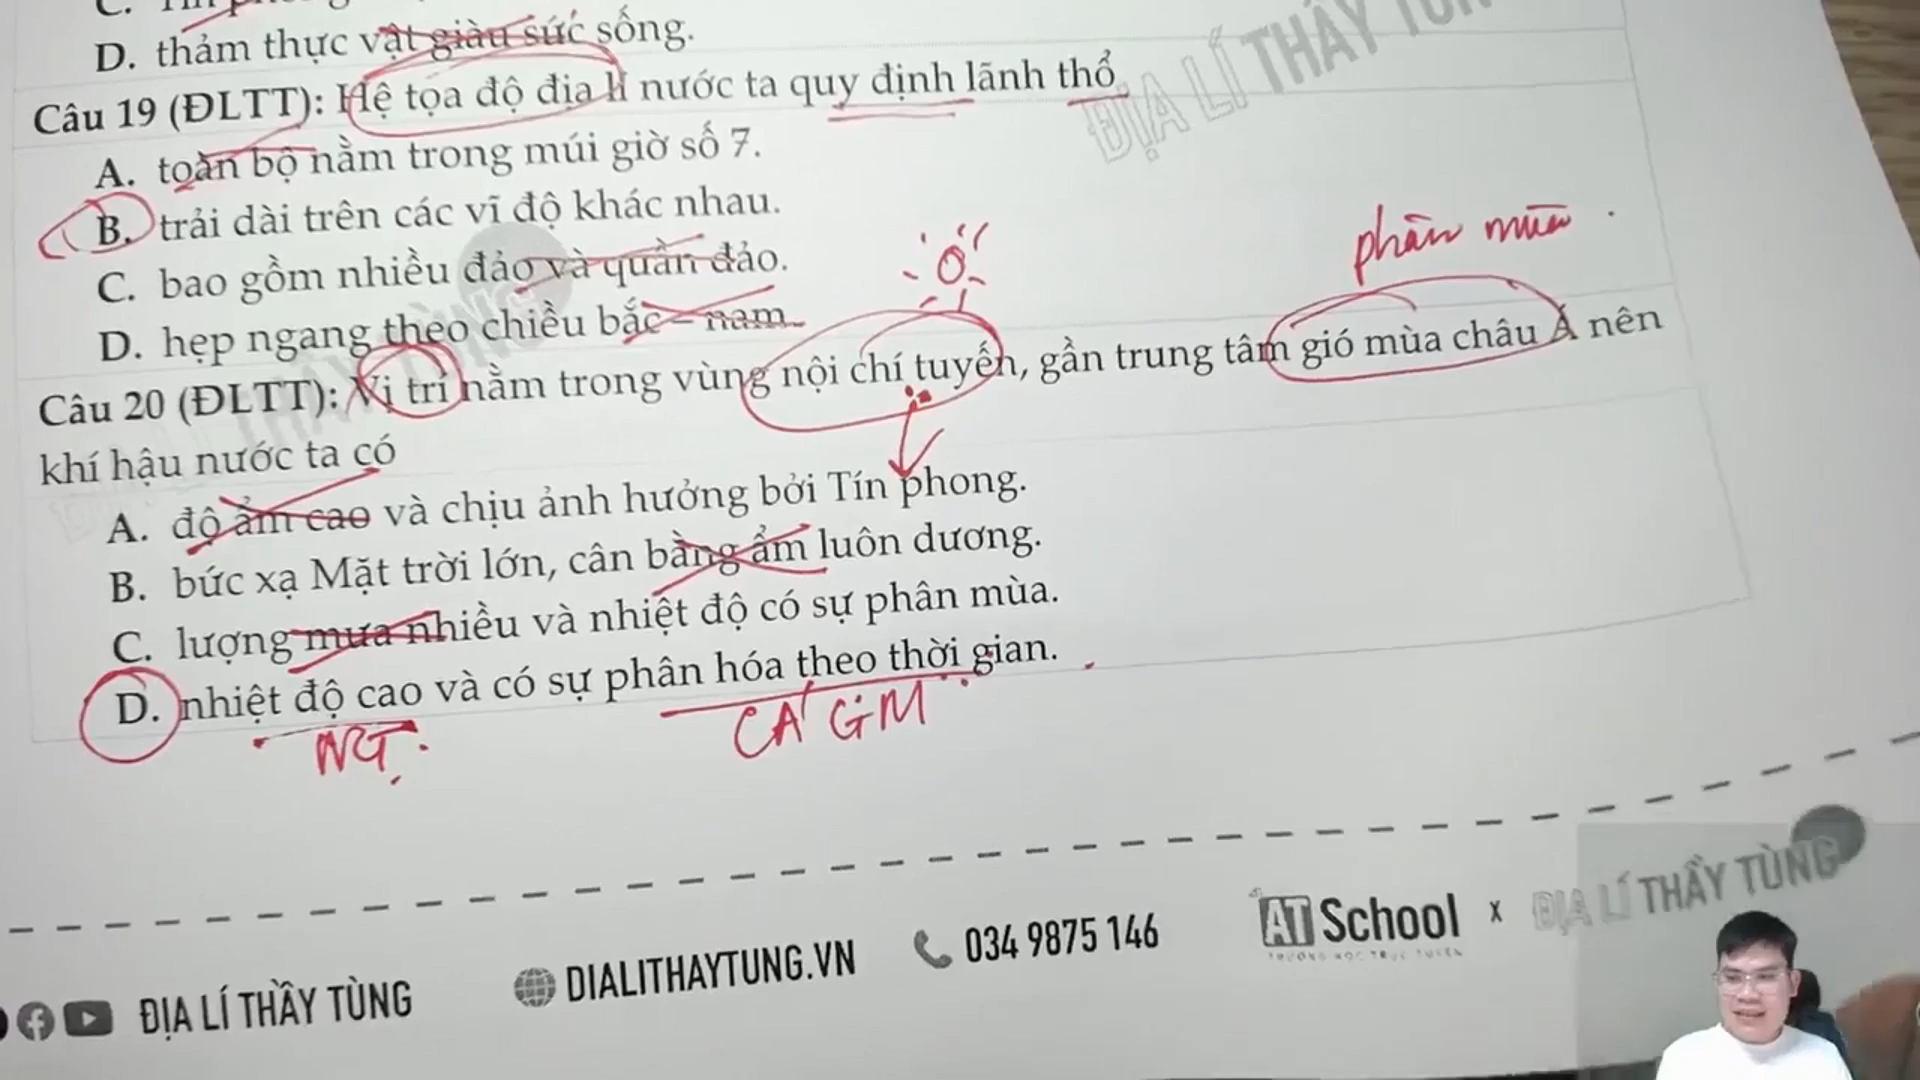 D. thảm thực vật giàu sức sống.
Câu 19 (ĐLTT): Hệ tọa độ địa lí nước ta quy định lãnh thổ
A. toàn bộ nằm trong múi giờ số 7.
B. trải dài trên các vĩ độ khác nhau.
C. bao gồm nhiều đảo và quần đảo.
D. hẹp ngang theo chiều bắc – nam.
phân mùa
Câu 20 (ĐLTT): Vị trí nằm trong vùng nội chí tuyến, gần trung tâm gió mùa châu Á nên
khí hậu nước ta có
A. độ ẩm cao và chịu ảnh hưởng bởi Tín phong.
B. bức xạ Mặt trời lớn, cân bằng ẩm luôn dương.
C. lượng mưa nhiều và nhiệt độ có sự phân mùa.
D. nhiệt độ cao và có sự phân hóa theo thời gian.
CÁ GM
ĐỊA LÍ THẦY TÙNG
DIALITHAYTUNG.VN
034 9875 146
AT School x ĐỊA LÍ THẦY TÙNG
TRƯỜNG HỌC TRỰC TUYẾN